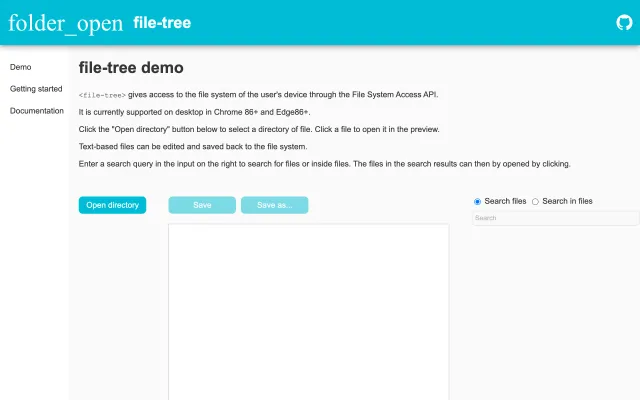 folder_open file-tree
Demo
Getting started
Documentation
file-tree demo
<file-tree> gives access to the file system of the user's device through the File System Access API.
It is currently supported on desktop in Chrome 86+ and Edge86+.
Click the "Open directory" button below to select a directory of file. Click a file to open it in the preview.
Text-based files can be edited and saved back to the file system.
Enter a search query in the input on the right to search for files or inside files. The files in the search results can then by opened by clicking.
Open directory
Save
Save as...
Search files
Search in files
Search